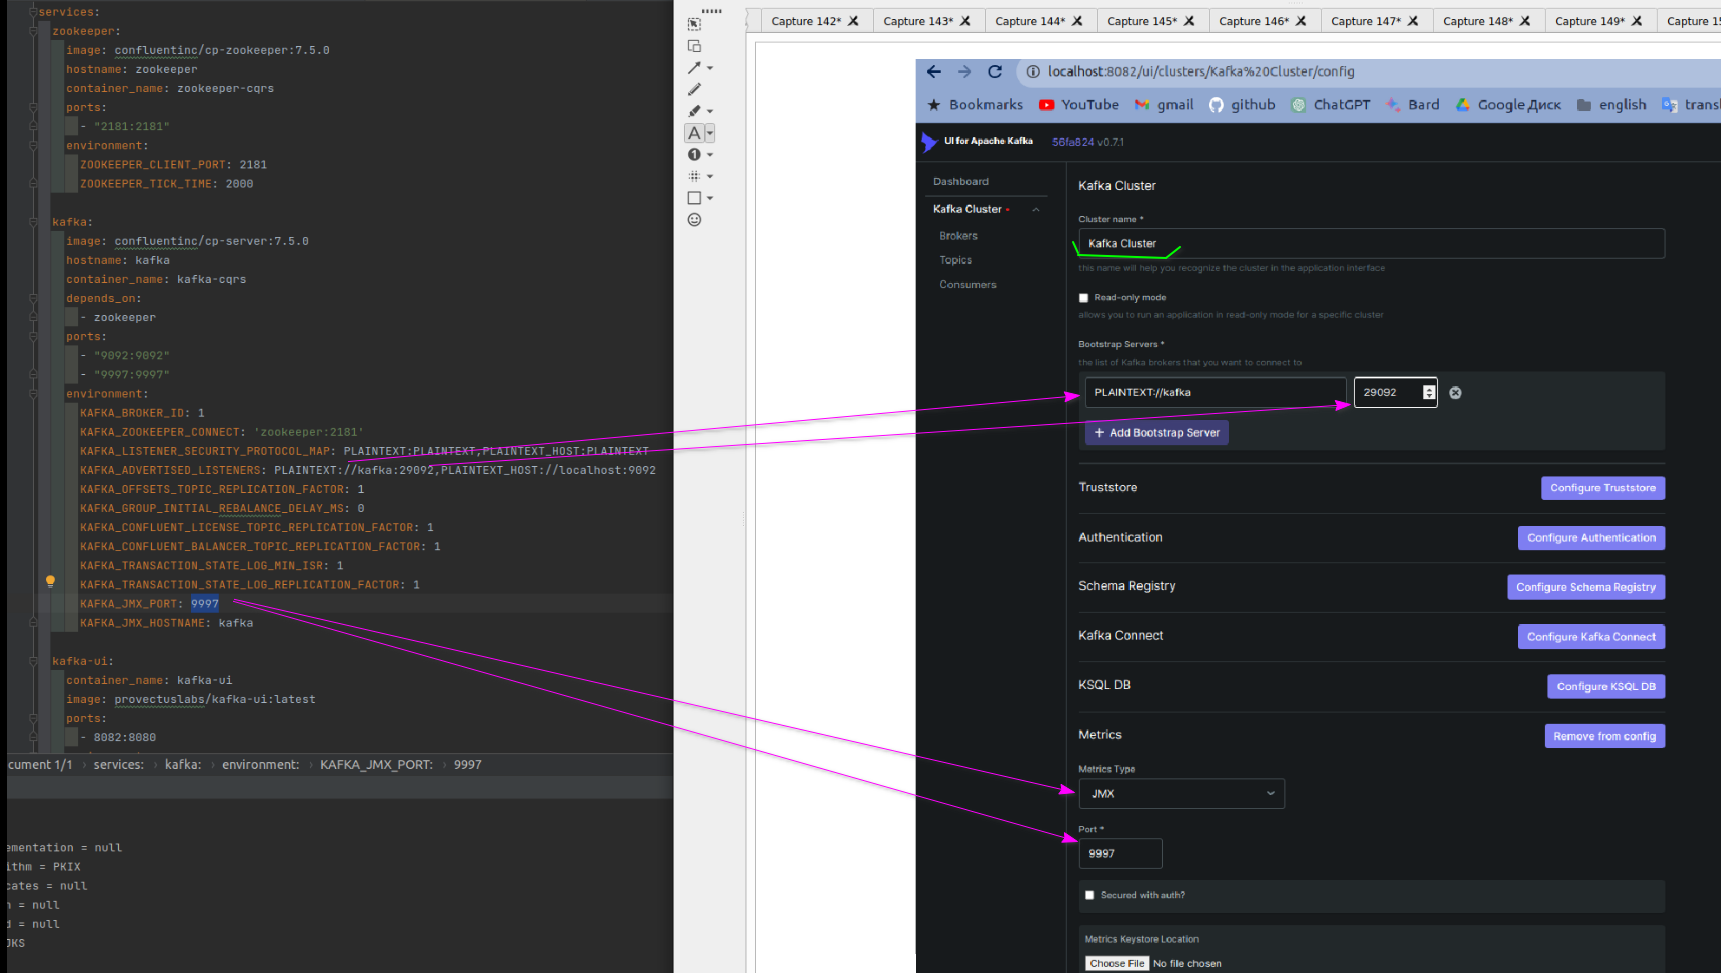 services:
zookeeper:
image: confluentinc/cp-zookeeper:7.5.0
hostname: zookeeper
container_name: zookeeper-cqrs
ports:
- "2181:2181"
environment:
ZOOKEEPER_CLIENT_PORT: 2181
ZOOKEEPER_TICK_TIME: 2000
kafka:
image: confluentinc/cp-server:7.5.0
hostname: kafka
container_name: kafka-cqrs
depends_on:
- zookeeper
ports:
- "9092:9092"
- "9997:9997"
environment:
KAFKA_BROKER_ID: 1
KAFKA_ZOOKEEPER_CONNECT: 'zookeeper:2181'
KAFKA_LISTENER_SECURITY_PROTOCOL_MAP: PLAINTEXT:PLAINTEXT,PLAINTEXT_HOST:PLAINTEXT
KAFKA_ADVERTISED_LISTENERS: PLAINTEXT://kafka:29092,PLAINTEXT_HOST://localhost:9092
KAFKA_OFFSETS_TOPIC_REPLICATION_FACTOR: 1
KAFKA_GROUP_INITIAL_REBALANCE_DELAY_MS: 0
KAFKA_CONFLUENT_LICENSE_TOPIC_REPLICATION_FACTOR: 1
KAFKA_CONFLUENT_BALANCER_TOPIC_REPLICATION_FACTOR: 1
KAFKA_TRANSACTION_STATE_LOG_MIN_ISR: 1
KAFKA_TRANSACTION_STATE_LOG_REPLICATION_FACTOR: 1
KAFKA_JMX_PORT: 9997
KAFKA_JMX_HOSTNAME: kafka
kafka-ui:
container_name: kafka-ui
image: provectuslabs/kafka-ui:latest
ports:
- 8082:8080
cument 1/1 › services: › kafka: › environment: › KAFKA_JMX_PORT: › 9997
ementation = null
ithm = PKIX
cates = null
n = null
d = null
JKS
A
1
Capture 142* Capture 143* Capture 144* Capture 145* Capture 146* Capture 147* Capture 148* Capture 149* Capture 15
localhost:8082/ui/clusters/Kafka%20Cluster/config
Bookmarks YouTube gmail github ChatGPT Bard Google Диск english transl
UI for Apache Kafka 56fa824 v0.7.1
Dashboard
Kafka Cluster
Brokers
Topics
Consumers
Kafka Cluster
Cluster name *
Kafka Cluster
this name will help you recognize the cluster in the application interface
Read-only mode
allows you to run an application in read-only mode for a specific cluster
Bootstrap Servers *
the list of Kafka brokers that you want to connect to
PLAINTEXT://kafka 29092
+ Add Bootstrap Server
Truststore Configure Truststore
Authentication Configure Authentication
Schema Registry Configure Schema Registry
Kafka Connect Configure Kafka Connect
KSQL DB Configure KSQL DB
Metrics Remove from config
Metrics Type
JMX
Port *
9997
Secured with auth?
Metrics Keystore Location
Choose File No file chosen